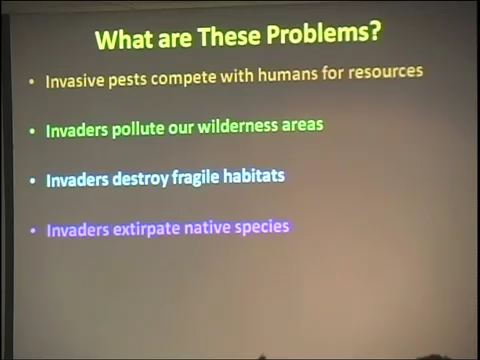 What are These Problems?
• Invasive pests compete with humans for resources
• Invaders pollute our wilderness areas
• Invaders destroy fragile habitats
• Invaders extirpate native species